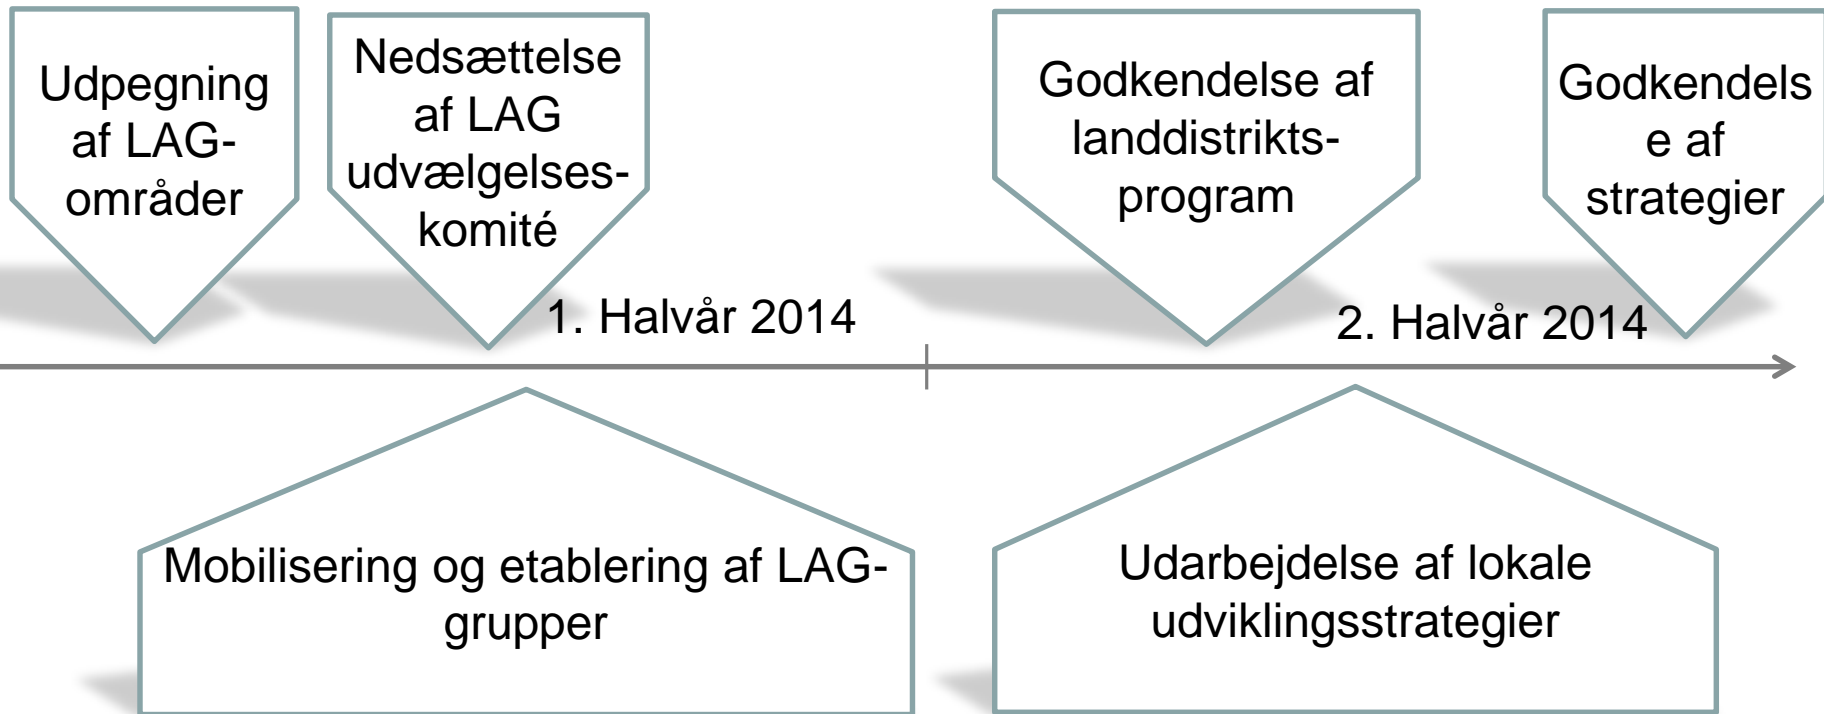 Udpegning
af LAG-
områder
Nedsættelse
af LAG
udvælgelses-
komité
Godkendelse af
landdistrikts-
program
Godkendels
e af
strategier
1. Halvår 2014
2. Halvår 2014
Mobilisering og etablering af LAG-
grupper
Udarbejdelse af lokale
udviklingsstrategier